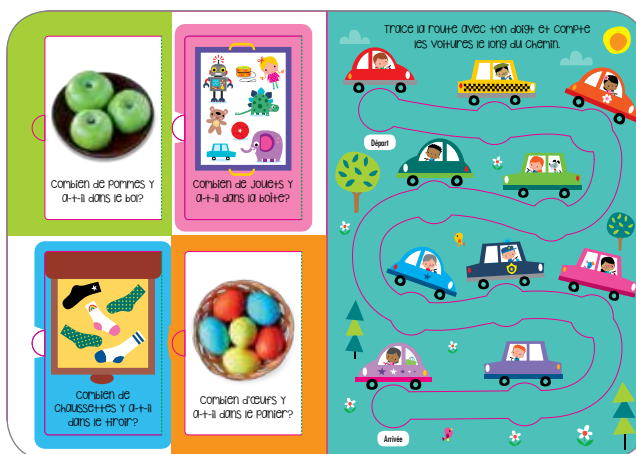 Combien de pommes y
a-t-il dans le bol?
Combien de jouets y
a-t-il dans la boîte?
Combien de
chaussettes y a-t-il
dans le tiroir?
Combien d'œufs y
a-t-il dans le panier?
Trace la route avec ton doigt et compte
les voitures le long du chemin.
Départ
Arrivée